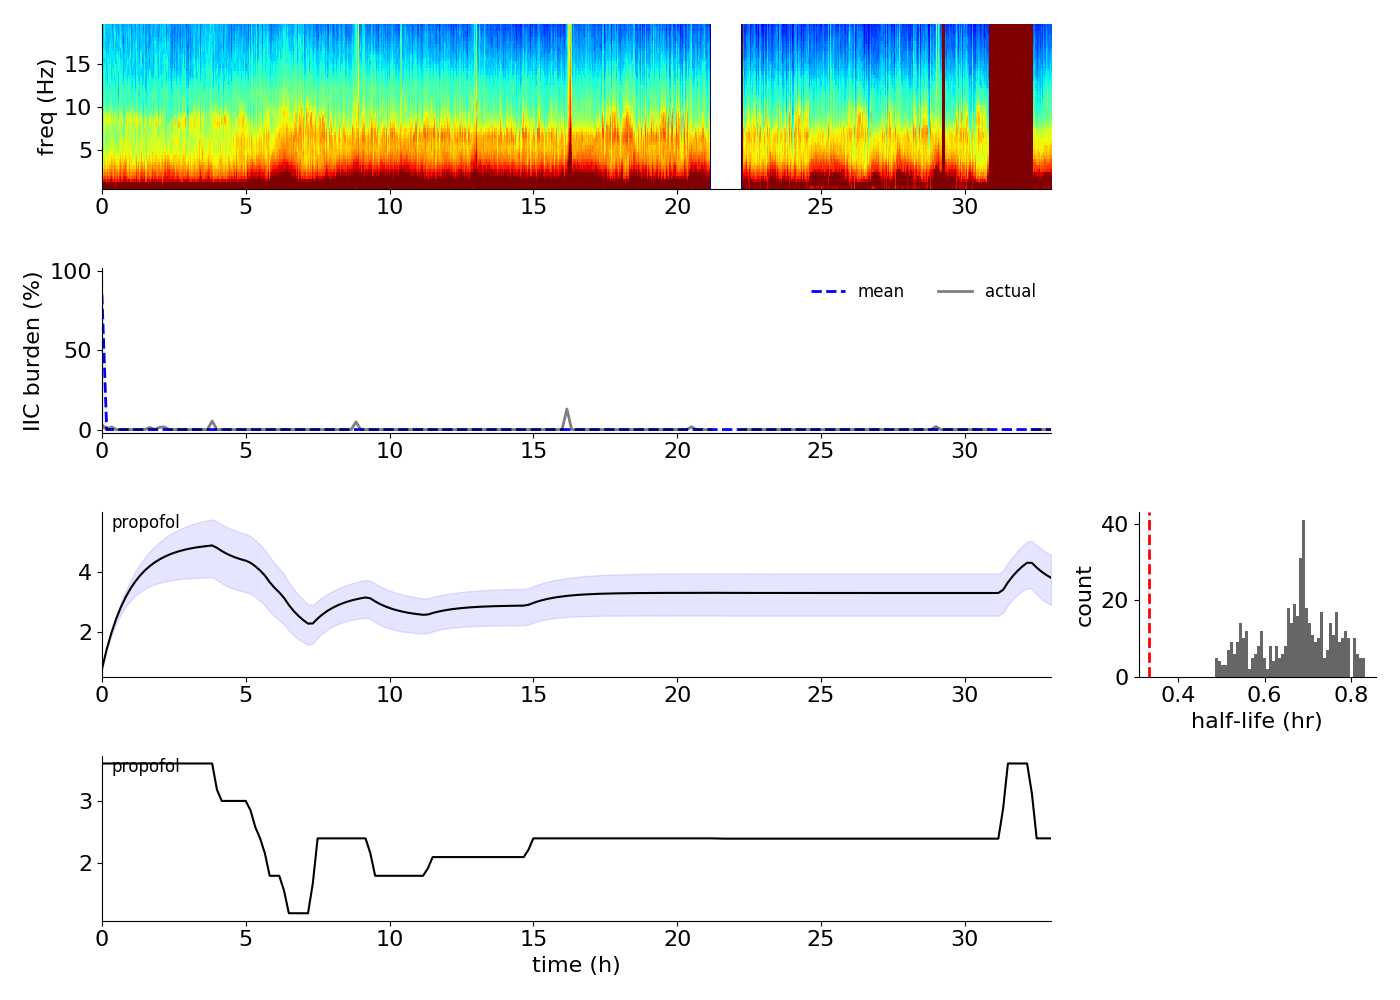 freq (Hz)
15
10
5
0 5 10 15 20 25 30
IIC burden (%)
100
50
0
mean actual
0 5 10 15 20 25 30
propofol
4
2
0 5 10 15 20 25 30
count
40
20
0
0.4 0.6 0.8
half-life (hr)
propofol
3
2
0 5 10 15 20 25 30
time (h)